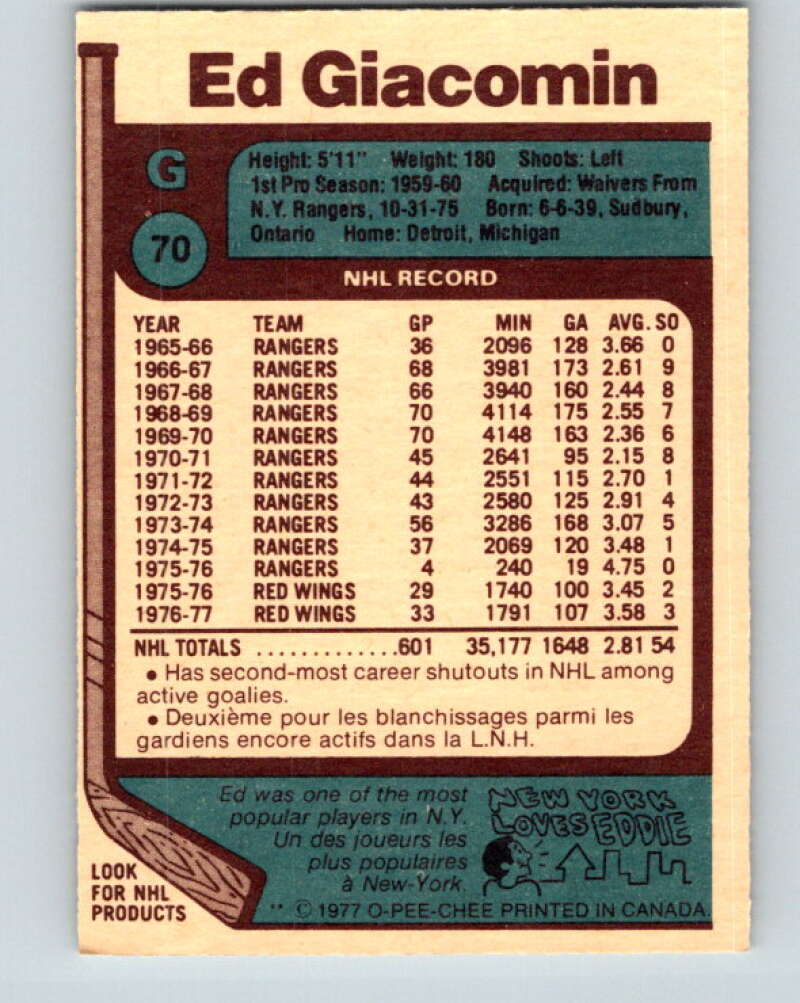 Ed Giacomin
G
70
Height: 5'11" Weight: 180 Shoots: Left
1st Pro Season: 1959-60 Acquired: Waivers From
N.Y. Rangers, 10-31-75 Born: 6-6-39, Sudbury,
Ontario Home: Detroit, Michigan
NHL RECORD
YEAR TEAM GP MIN GA AVG. SO
1965-66 RANGERS 36 2096 128 3.66 0
1966-67 RANGERS 68 3981 173 2.61 9
1967-68 RANGERS 66 3940 160 2.44 8
1968-69 RANGERS 70 4114 175 2.55 7
1969-70 RANGERS 70 4148 163 2.36 6
1970-71 RANGERS 45 2641 95 2.15 8
1971-72 RANGERS 44 2551 115 2.70 1
1972-73 RANGERS 43 2580 125 2.91 4
1973-74 RANGERS 56 3286 168 3.07 5
1974-75 RANGERS 37 2069 120 3.48 1
1975-76 RANGERS 4 240 19 4.75 0
1975-76 RED WINGS 29 1740 100 3.45 2
1976-77 RED WINGS 33 1791 107 3.58 3
NHL TOTALS .............601 35,177 1648 2.81 54
• Has second-most career shutouts in NHL among
active goalies.
• Deuxième pour les blanchissages parmi les
gardiens encore actifs dans la L.N.H.
Ed was one of the most
popular players in N.Y.
Un des joueurs les
plus populaires
à New-York.
NEW YORK
LOVES EDDIE
LOOK
FOR NHL
PRODUCTS
** © 1977 O-PEE-CHEE PRINTED IN CANADA.